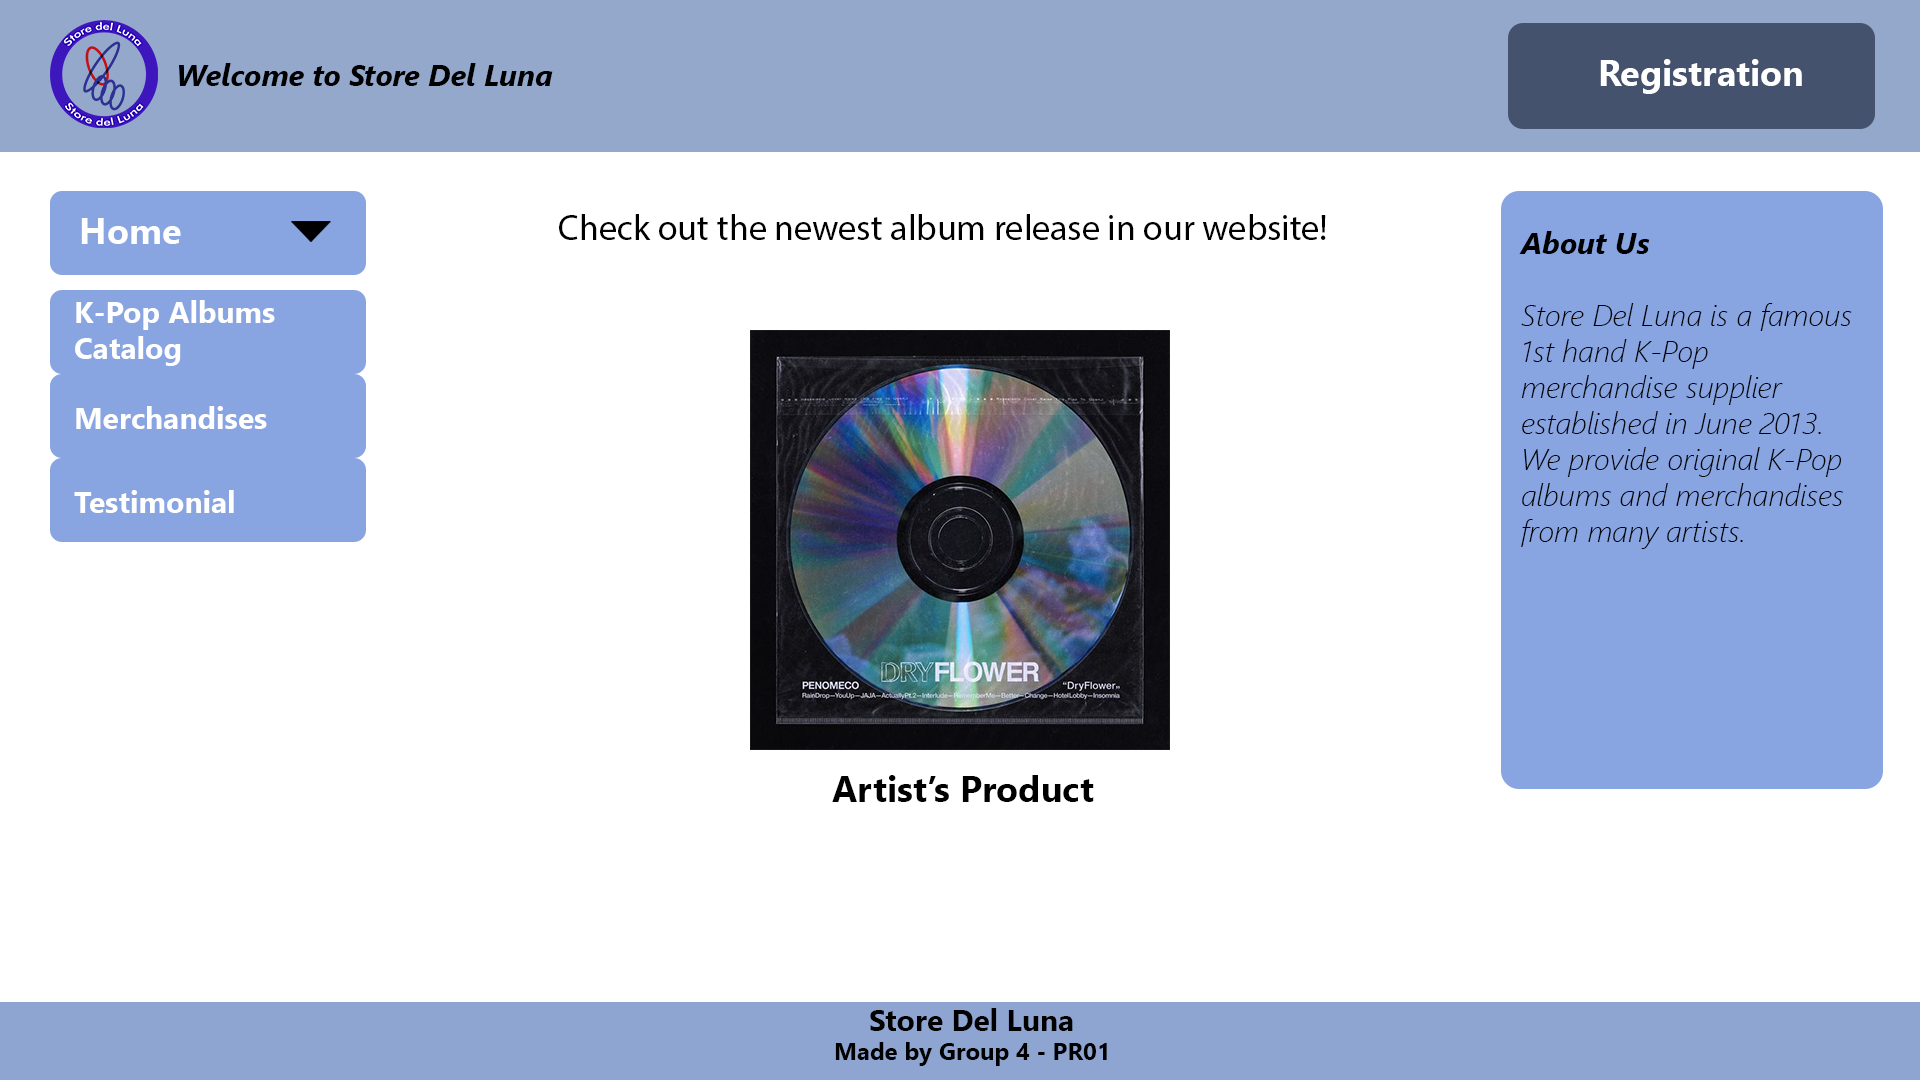 Store del Luna
Store del Luna
Welcome to Store Del Luna
Registration
Home
K-Pop Albums
Catalog
Merchandises
Testimonial
Check out the newest album release in our website!
DRYFLOWER
PENOMECO
"DryFlower"
RainDrop—YouUp—JAJA—ActuallyPt.2—Interlude—RememberMe—Better—Change—HotelLobby—Insomnia
Artist's Product
About Us
Store Del Luna is a famous
1st hand K-Pop
merchandise supplier
established in June 2013.
We provide original K-Pop
albums and merchandises
from many artists.
Store Del Luna
Made by Group 4 - PR01